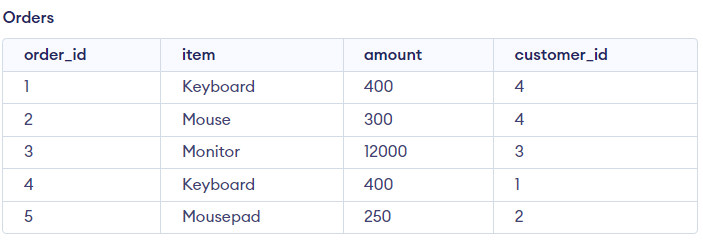 Orders
order_id item amount customer_id
1 Keyboard 400 4
2 Mouse 300 4
3 Monitor 12000 3
4 Keyboard 400 1
5 Mousepad 250 2